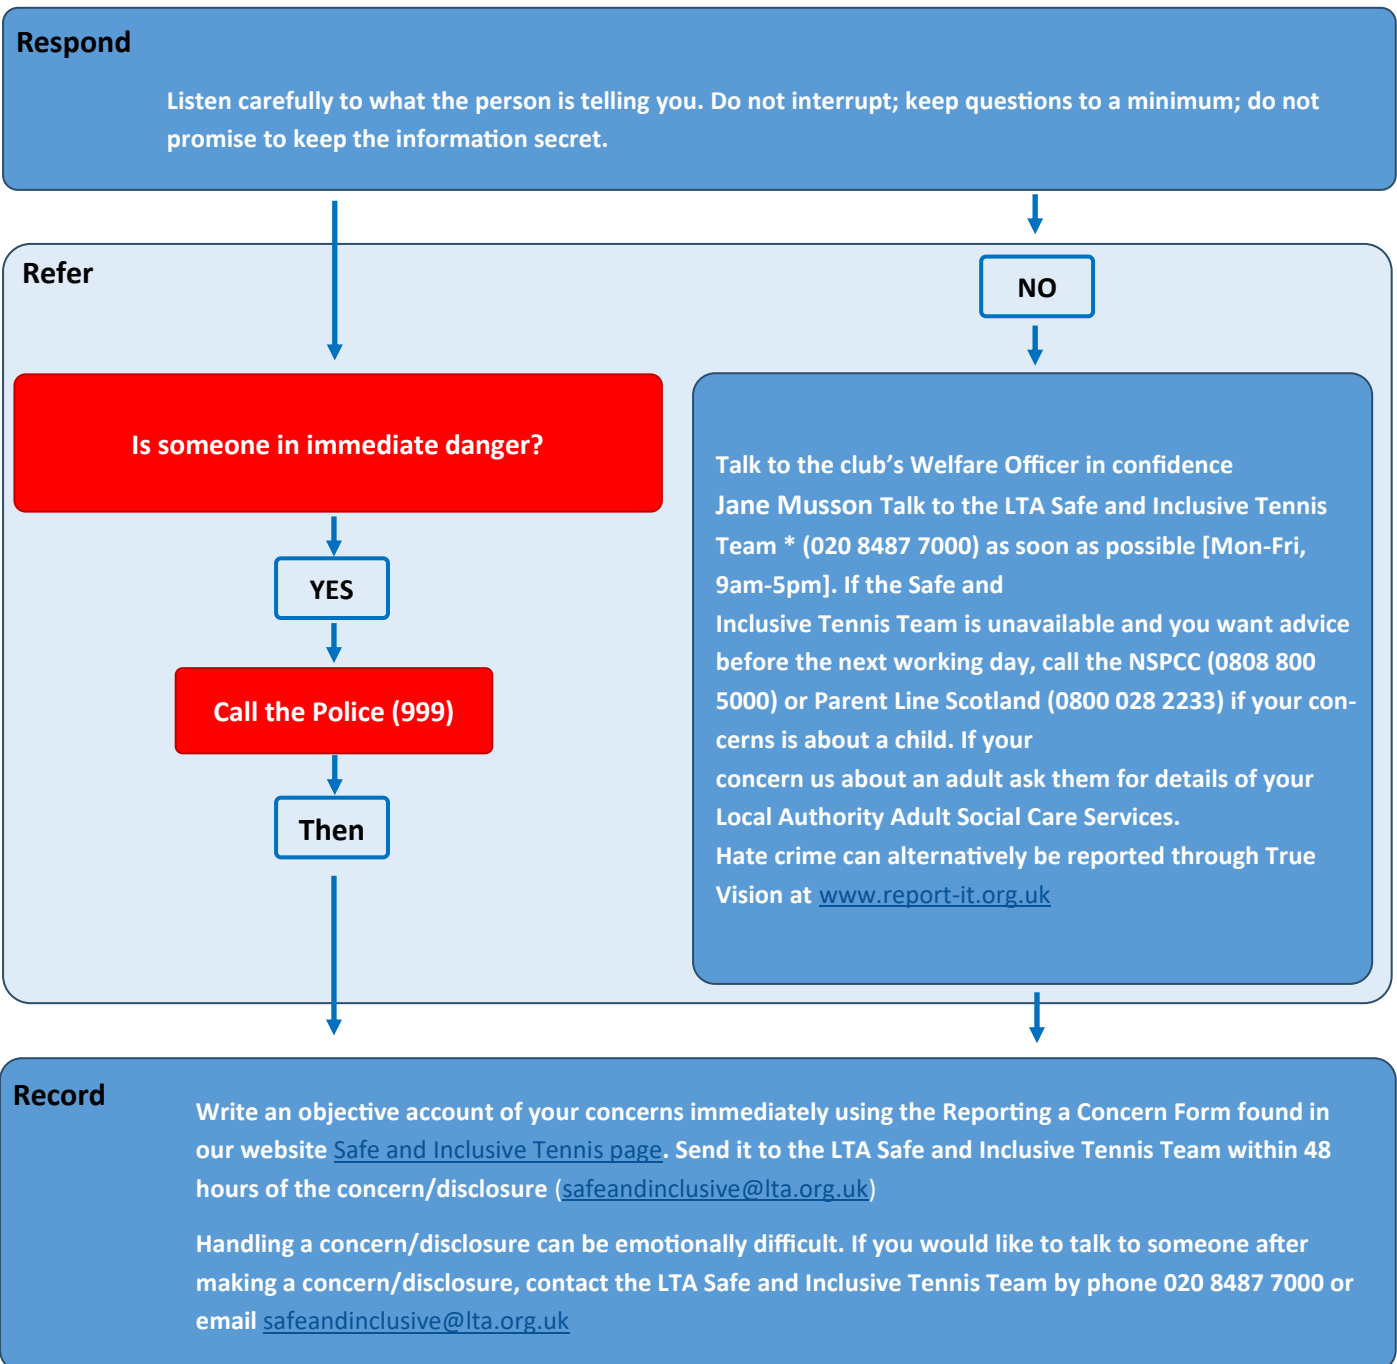 Respond
Listen carefully to what the person is telling you. Do not interrupt; keep questions to a minimum; do not
promise to keep the information secret.
Refer
Is someone in immediate danger?
YES
Call the Police (999)
Then
NO
Talk to the club’s Welfare Officer in confidence
Jane Musson Talk to the LTA Safe and Inclusive Tennis
Team * (020 8487 7000) as soon as possible [Mon-Fri,
9am-5pm]. If the Safe and
Inclusive Tennis Team is unavailable and you want advice
before the next working day, call the NSPCC (0808 800
5000) or Parent Line Scotland (0800 028 2233) if your con-
cerns is about a child. If your
concern us about an adult ask them for details of your
Local Authority Adult Social Care Services.
Hate crime can alternatively be reported through True
Vision at www.report-it.org.uk
Record
Write an objective account of your concerns immediately using the Reporting a Concern Form found in
our website Safe and Inclusive Tennis page. Send it to the LTA Safe and Inclusive Tennis Team within 48
hours of the concern/disclosure (safeandinclusive@lta.org.uk)
Handling a concern/disclosure can be emotionally difficult. If you would like to talk to someone after
making a concern/disclosure, contact the LTA Safe and Inclusive Tennis Team by phone 020 8487 7000 or
email safeandinclusive@lta.org.uk